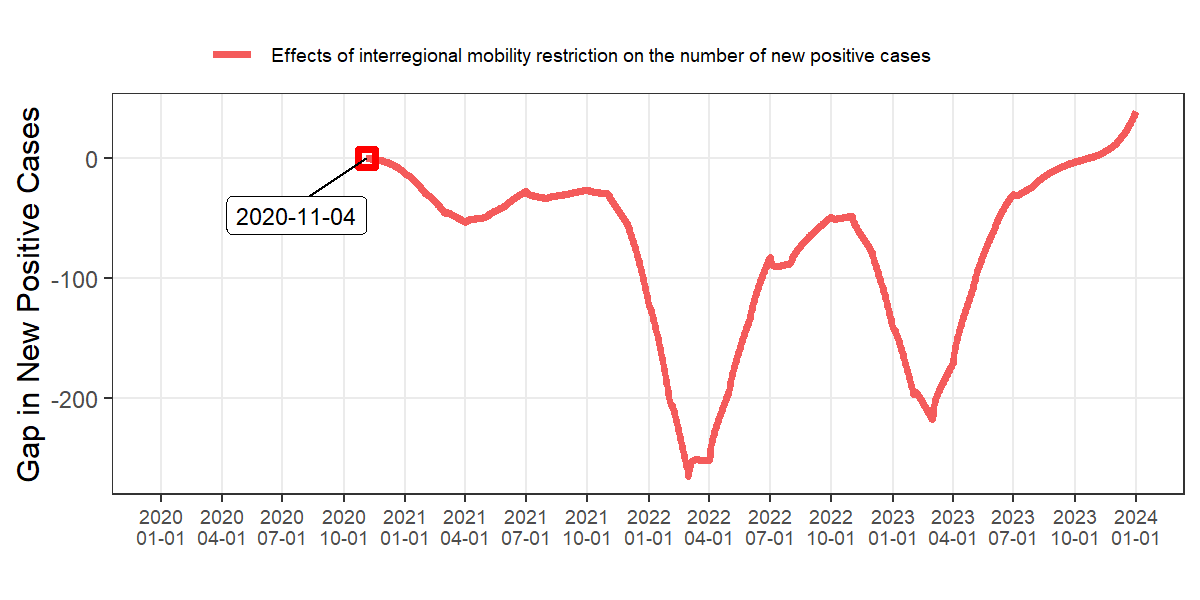 Effects of interregional mobility restriction on the number of new positive cases
Gap in New Positive Cases
0
-100
-200
2020-11-04
2020 2020 2020 2020 2021 2021 2021 2021 2022 2022 2022 2022 2023 2023 2023 2023 2024
01-01 04-01 07-01 10-01 01-01 04-01 07-01 10-01 01-01 04-01 07-01 10-01 01-01 04-01 07-01 10-01 01-01